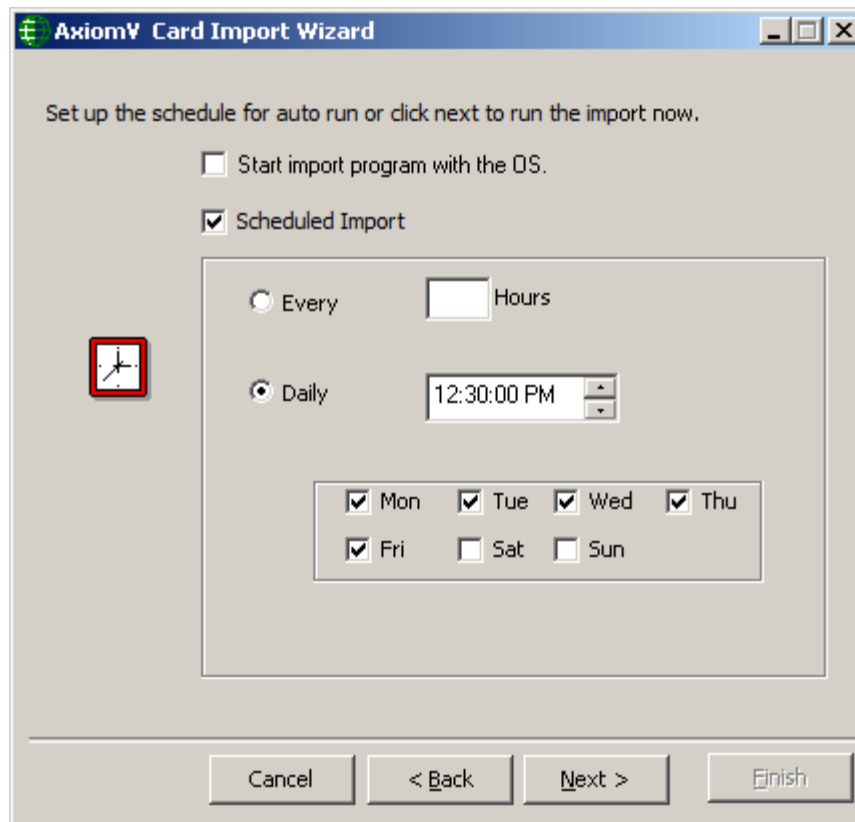 AxiomV Card Import Wizard
Set up the schedule for auto run or click next to run the import now.
Start import program with the OS.
Scheduled Import
Every Hours
Daily 12:30:00 PM
Mon Tue Wed Thu
Fri Sat Sun
Cancel < Back Next > Finish